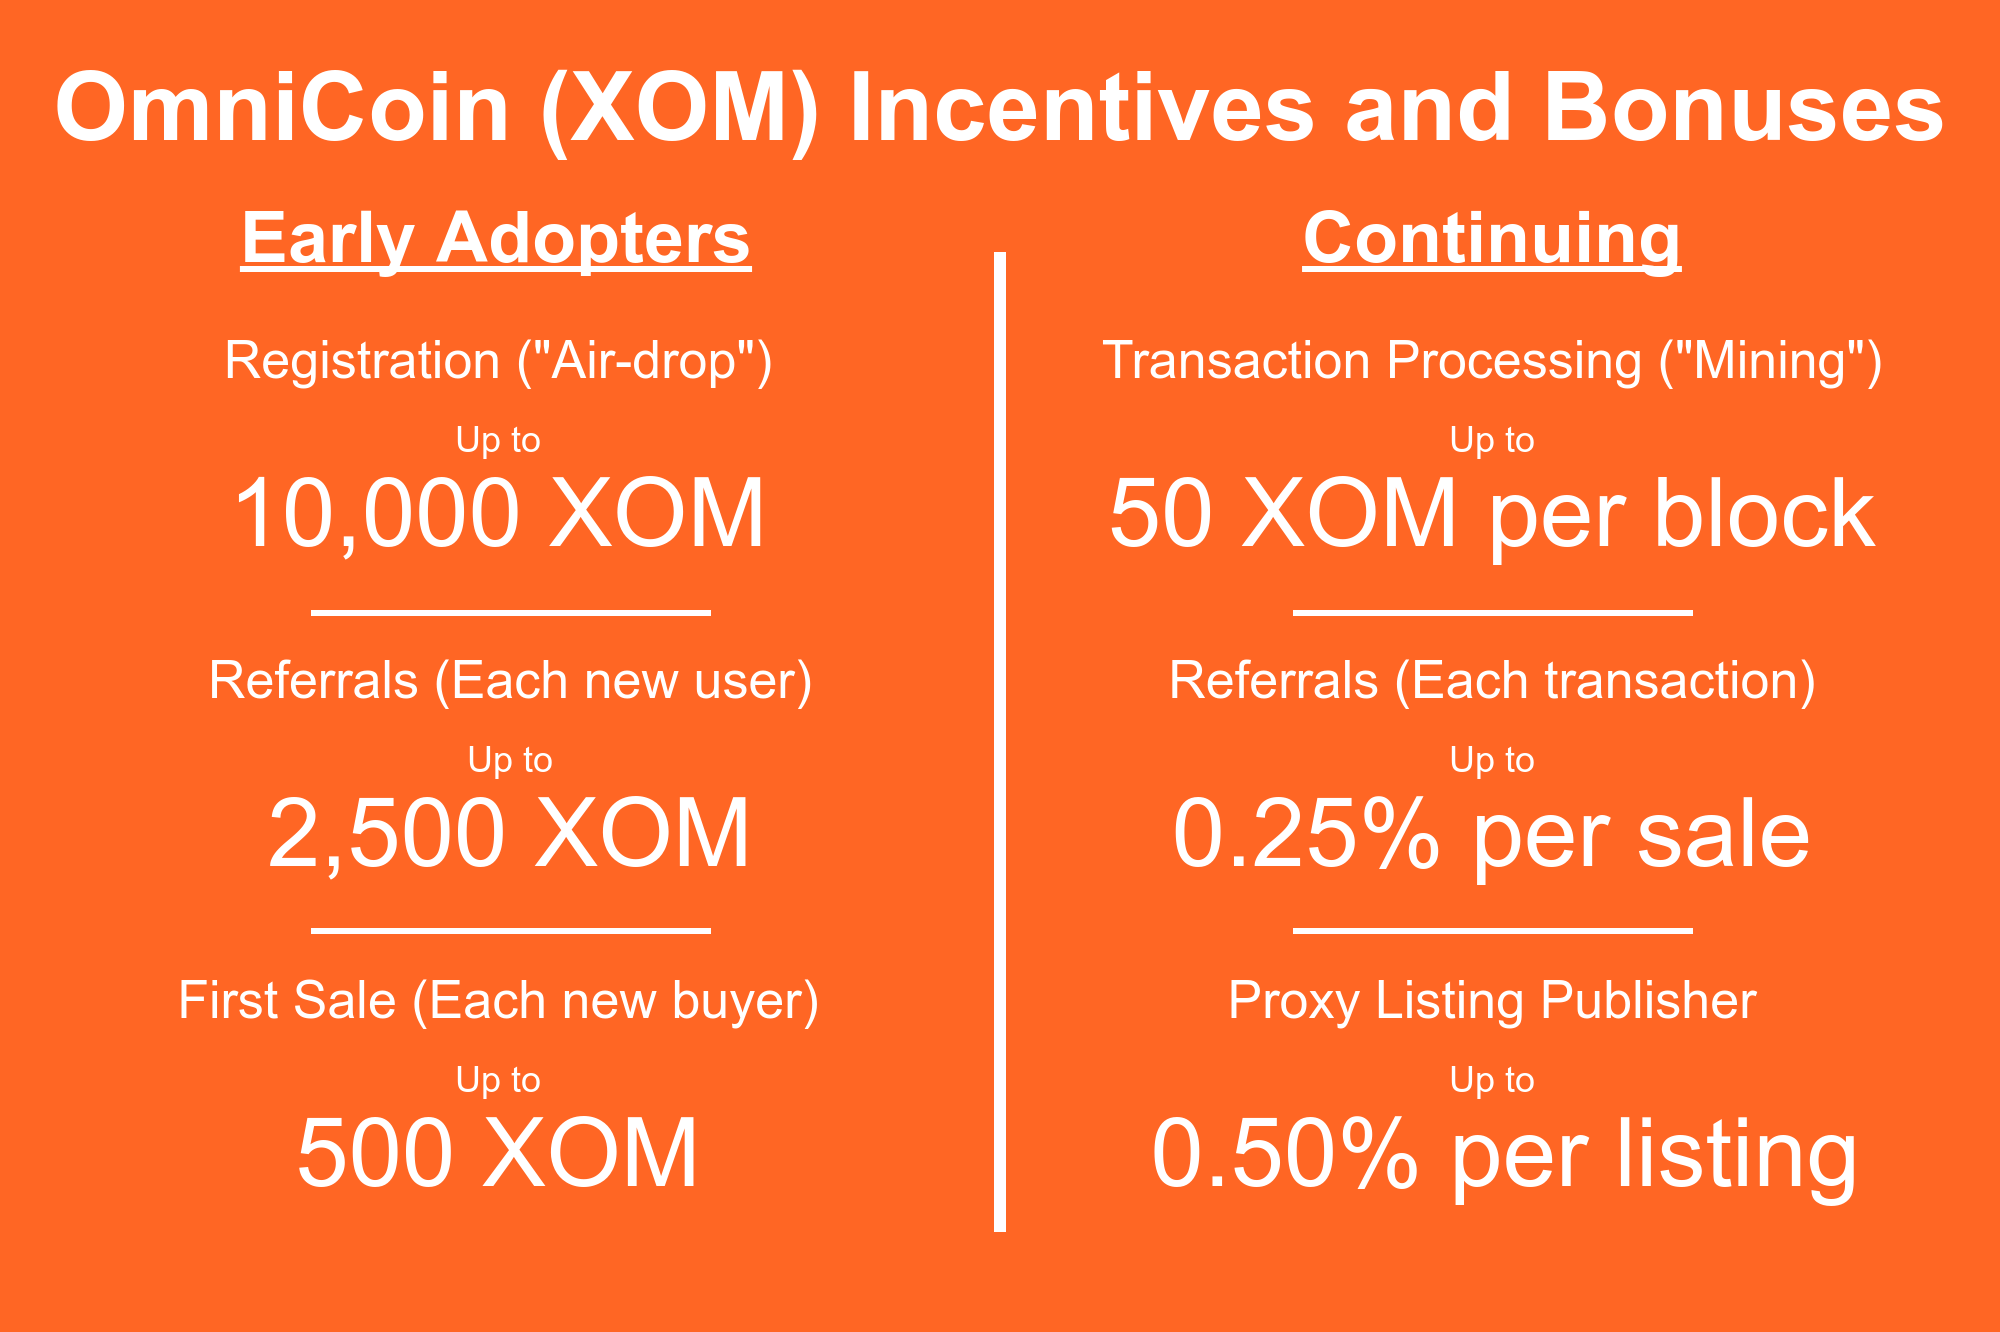 OmniCoin (XOM) Incentives and Bonuses
Early Adopters
Registration ("Air-drop")
Up to
10,000 XOM
Referrals (Each new user)
Up to
2,500 XOM
First Sale (Each new buyer)
Up to
500 XOM
Continuing
Transaction Processing ("Mining")
Up to
50 XOM per block
Referrals (Each transaction)
Up to
0.25% per sale
Proxy Listing Publisher
Up to
0.50% per listing